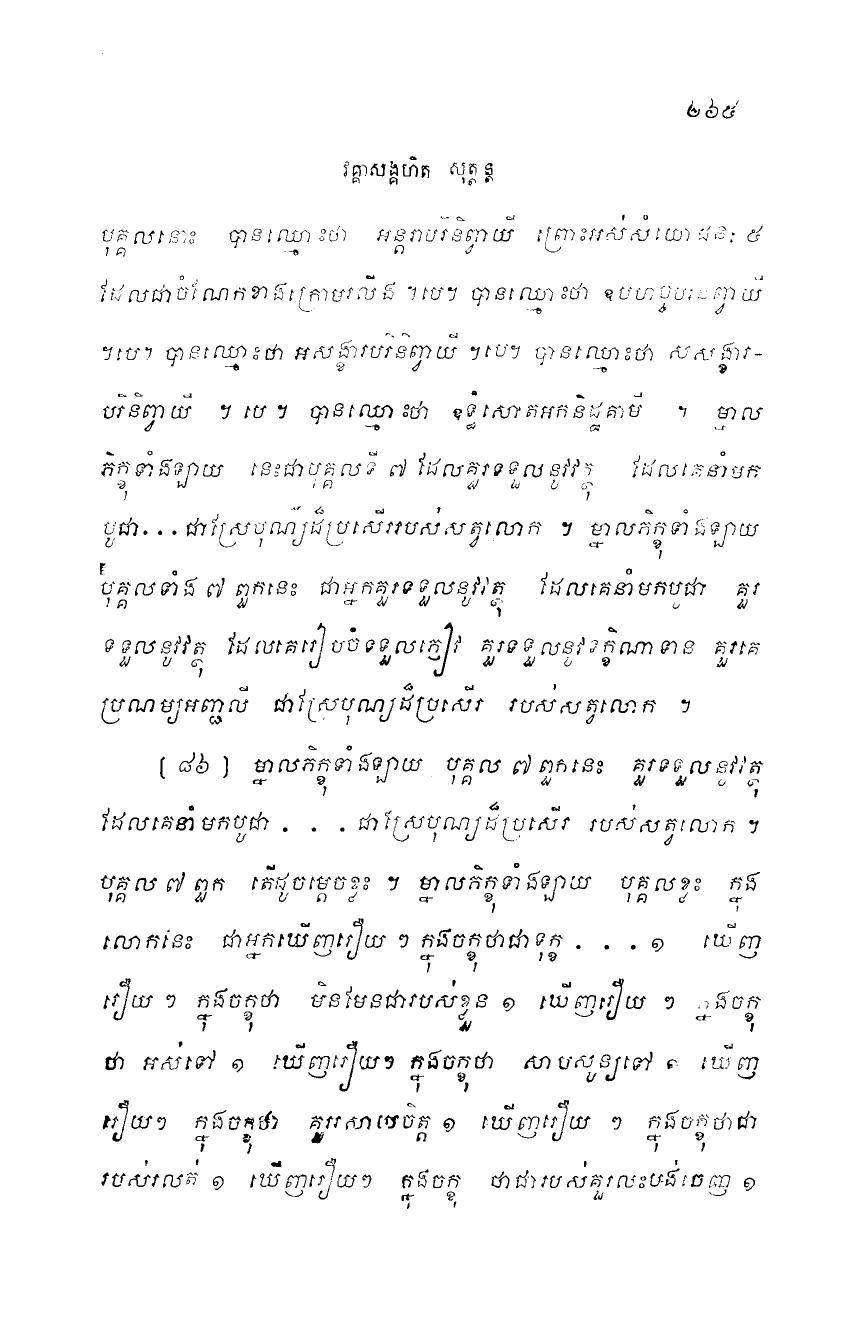 ២៦៥
វគ្គាសង្គហិត សុត្តន្ត
បុគ្គលនោះ បានឈ្មោះថា អន្តរាបរិនិព្វាយី ព្រោះអស់សំយោជនៈ ៥
ដែលជាចំណែកខាងក្រោមរលីង ។បេ។ បានឈ្មោះថា ឧបហច្ចបរិនិព្វាយី
។បេ។ បានឈ្មោះថា អសង្ខារបរិនិព្វាយី ។បេ។ បានឈ្មោះថា សសង្ខារ-
បរិនិព្វាយី ។ បេ ។ បានឈ្មោះថា ឧទ្ធំសោតអកនិដ្ឋគាមី ។ ម្នាល
ភិក្ខុទាំងឡាយ នេះជាបុគ្គលទី ៧ ដែលគួរទទួលនូវវត្ថុ ដែលគេនាំមក
បូជា...ជាស្រែបុណ្យដ៏ប្រសើររបស់សត្វលោក ។ ម្នាលភិក្ខុទាំងឡាយ
បុគ្គលទាំង ៧ ពួកនេះ ជាអ្នកគួរទទួលនូវវត្ថុ ដែលគេនាំមកបូជា គួរ
ទទួលនូវវត្ថុ ដែលគេរៀបចំទទួលភ្ញៀវ គួរទទួលនូវទក្ខិណាទាន គួរគេ
ប្រណម្យអញ្ជលី ជាស្រែបុណ្យដ៏ប្រសើរ របស់សត្វលោក ។
[ ៨៦ ] ម្នាលភិក្ខុទាំងឡាយ បុគ្គល ៧ ពួកនេះ គួរទទួលនូវវត្ថុ
ដែលគេនាំមកបូជា . . . ជាស្រែបុណ្យដ៏ប្រសើរ របស់សត្វលោក ។
បុគ្គល ៧ ពួក តើដូចម្តេចខ្លះ ។ ម្នាលភិក្ខុទាំងឡាយ បុគ្គលខ្លះ ក្នុង
លោកនេះ ជាអ្នកឃើញរឿយ ៗ ក្នុងចក្ខុថាជាទុក្ខ . . . ១ ឃើញ
រឿយ ៗ ក្នុងចក្ខុថា មិនមែនជារបស់ខ្លួន ១ ឃើញរឿយ ៗ ក្នុងចក្ខុ
ថា អស់ទៅ ១ ឃើញរឿយៗ ក្នុងចក្ខុថា សាបសូន្យទៅ ១ ឃើញ
រឿយៗ ក្នុងចក្ខុថា គួរសាបចិត្ត ១ ឃើញរឿយ ៗ ក្នុងចក្ខុថាជា
របស់រលត់ ១ ឃើញរឿយៗ ក្នុងចក្ខុ ថាជារបស់គួរលះបង់ចេញ ១